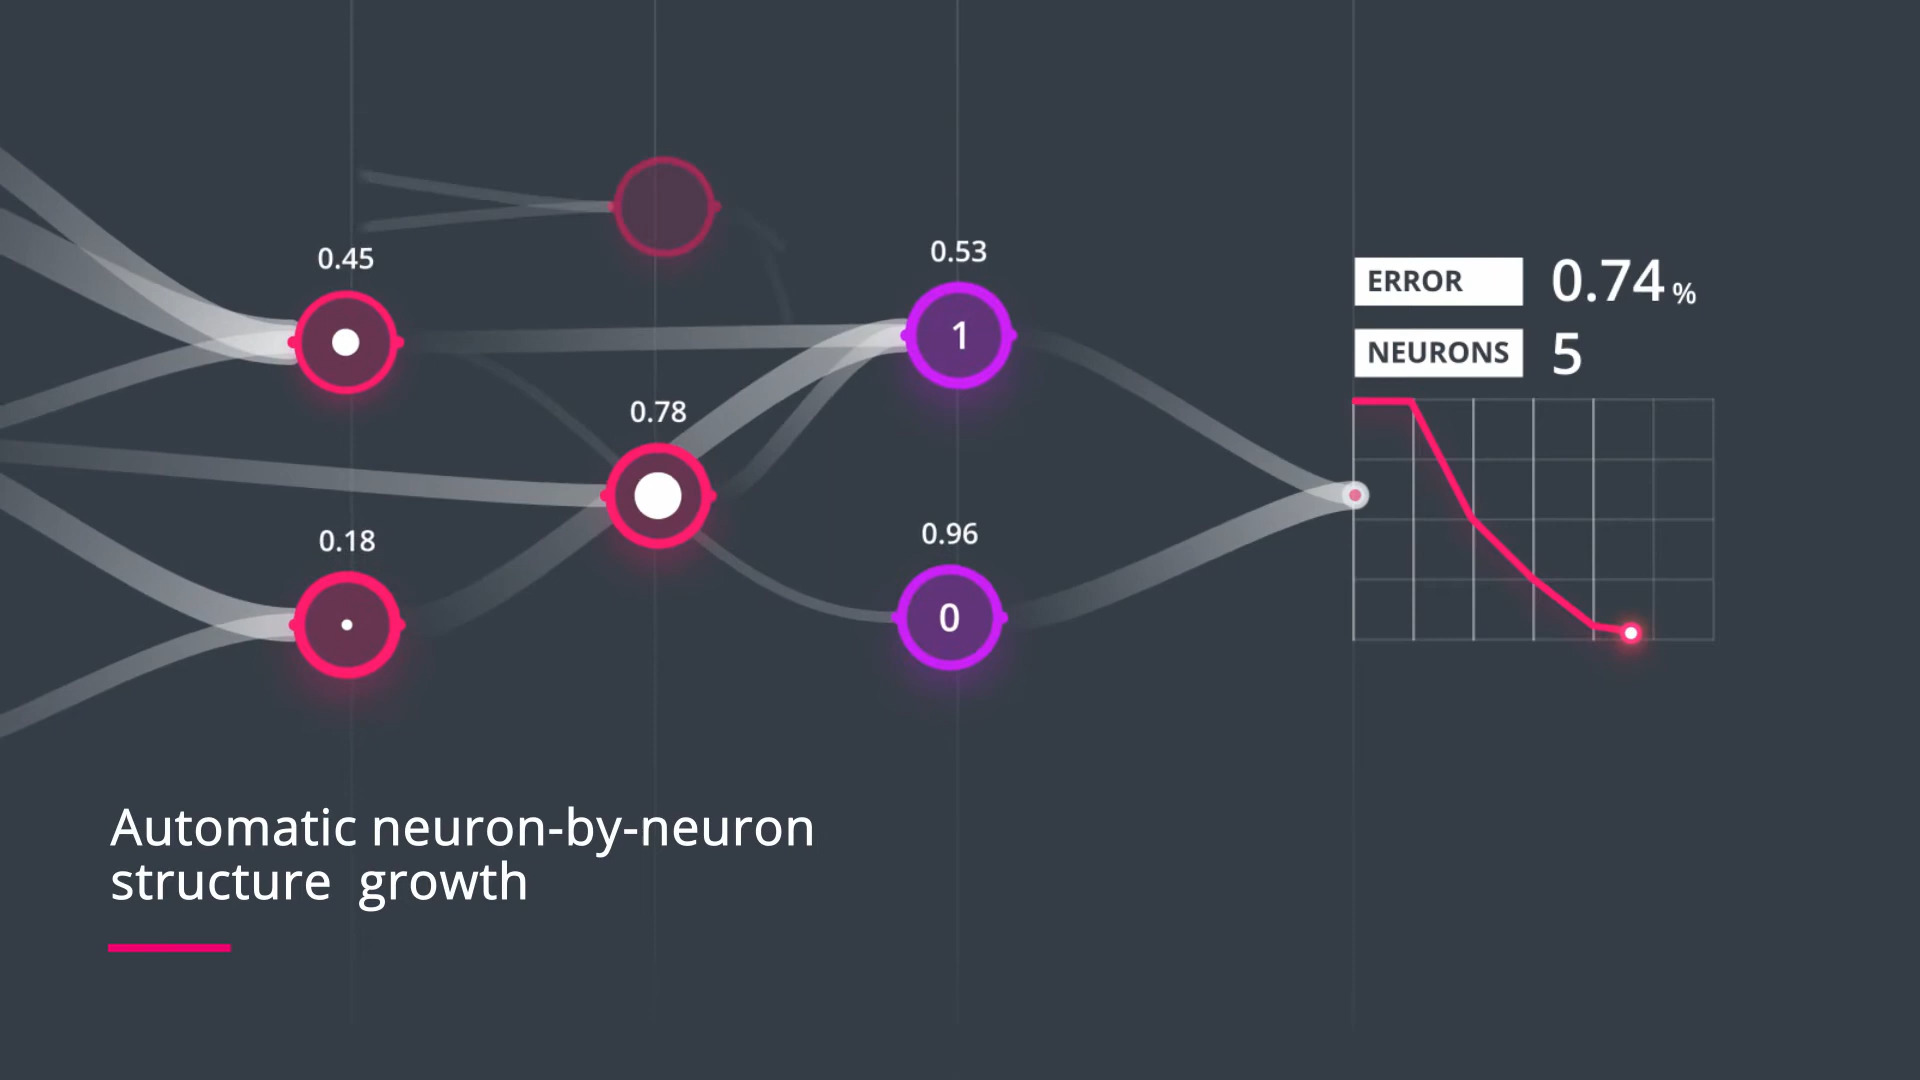 0.45
0.53
ERROR 0.74 %
NEURONS 5
1
0.78
0.18
0.96
0
Automatic neuron-by-neuron
structure growth